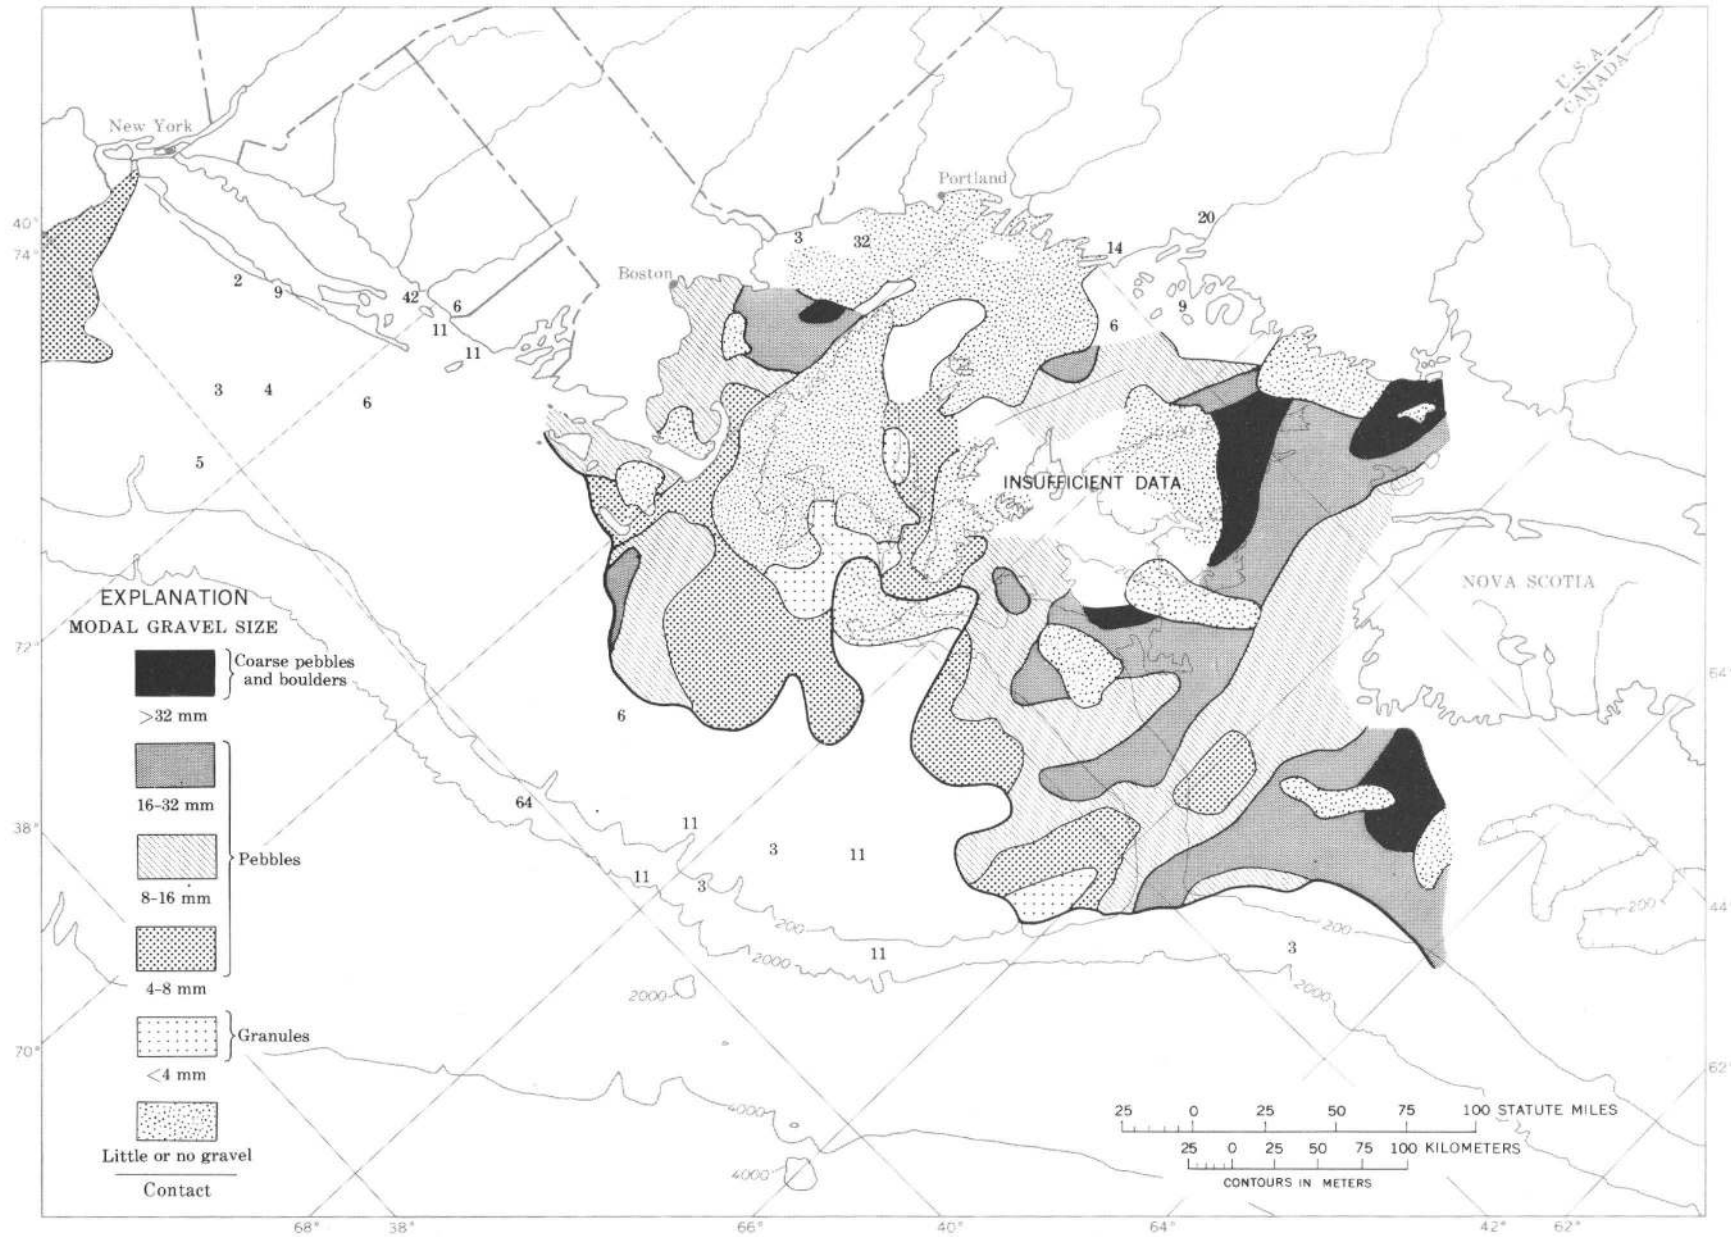 U.S.A.
CANADA
New York
Portland
40°
74°
3
32
14
20
Boston
2
9
42
6
11
11
9
6
3
4
6
5
INSUFFICIENT DATA
NOVA SCOTIA
EXPLANATION
MODAL GRAVEL SIZE
Coarse pebbles
and boulders
>32 mm
16-32 mm
Pebbles
8-16 mm
4-8 mm
Granules
<4 mm
Little or no gravel
Contact
72°
38°
70°
6
64
11
3
11
11
3
11
3
200
2000
200
2000
200
2000
4000
4000
64°
44°
62°
25 0 25 50 75 100 STATUTE MILES
25 0 25 50 75 100 KILOMETERS
CONTOURS IN METERS
68°
38°
66°
40°
64°
42°
62°